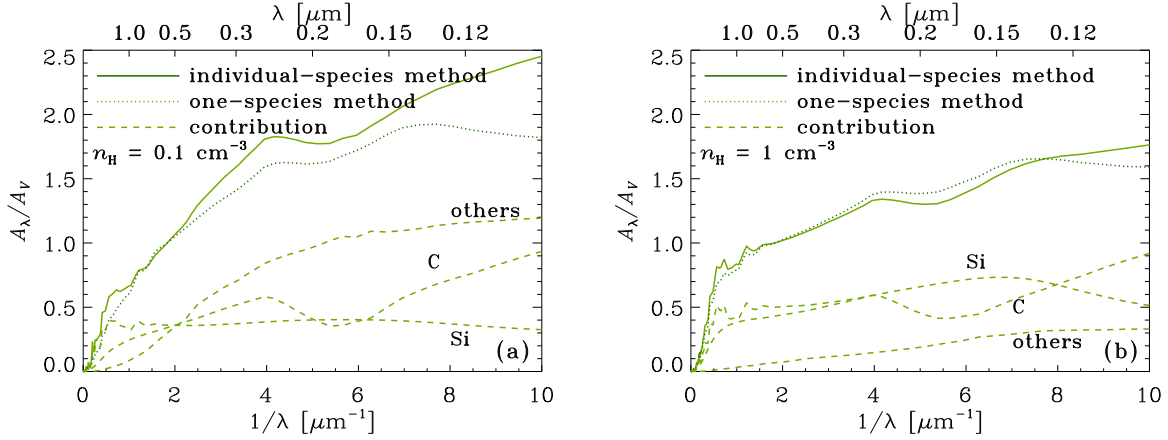 λ [μm]
1.0 0.5 0.3 0.2 0.15 0.12
2.5
individual−species method
one−species method
2.0
contribution
n_H = 0.1 cm⁻³
1.5
A_λ/A_V
others
1.0
C
0.5
Si
(a)
0.0
0 2 4 6 8 10
1/λ [μm⁻¹]
λ [μm]
1.0 0.5 0.3 0.2 0.15 0.12
2.5
individual−species method
one−species method
2.0
contribution
n_H = 1 cm⁻³
1.5
A_λ/A_V
1.0
Si
C
0.5
others
(b)
0.0
0 2 4 6 8 10
1/λ [μm⁻¹]